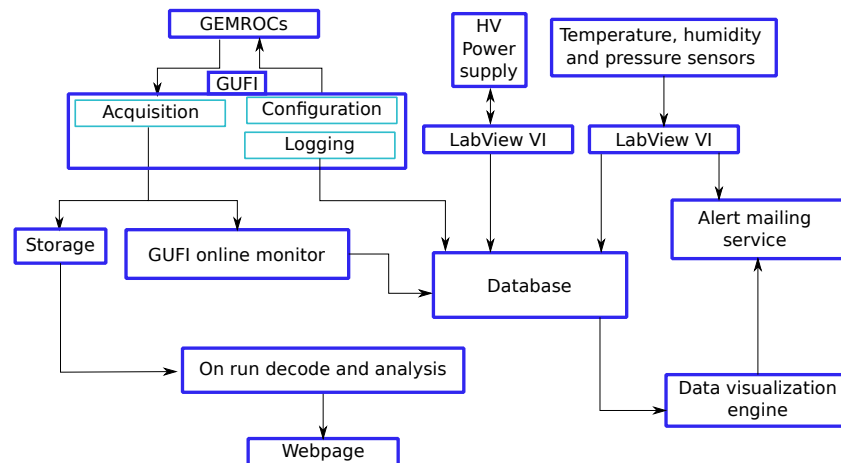 GEMROCs
HV
Power
supply
Temperature, humidity
and pressure sensors
GUFI
Acquisition
Configuration
Logging
LabView VI
LabView VI
Storage
GUFI online monitor
Database
Alert mailing
service
On run decode and analysis
Data visualization
engine
Webpage